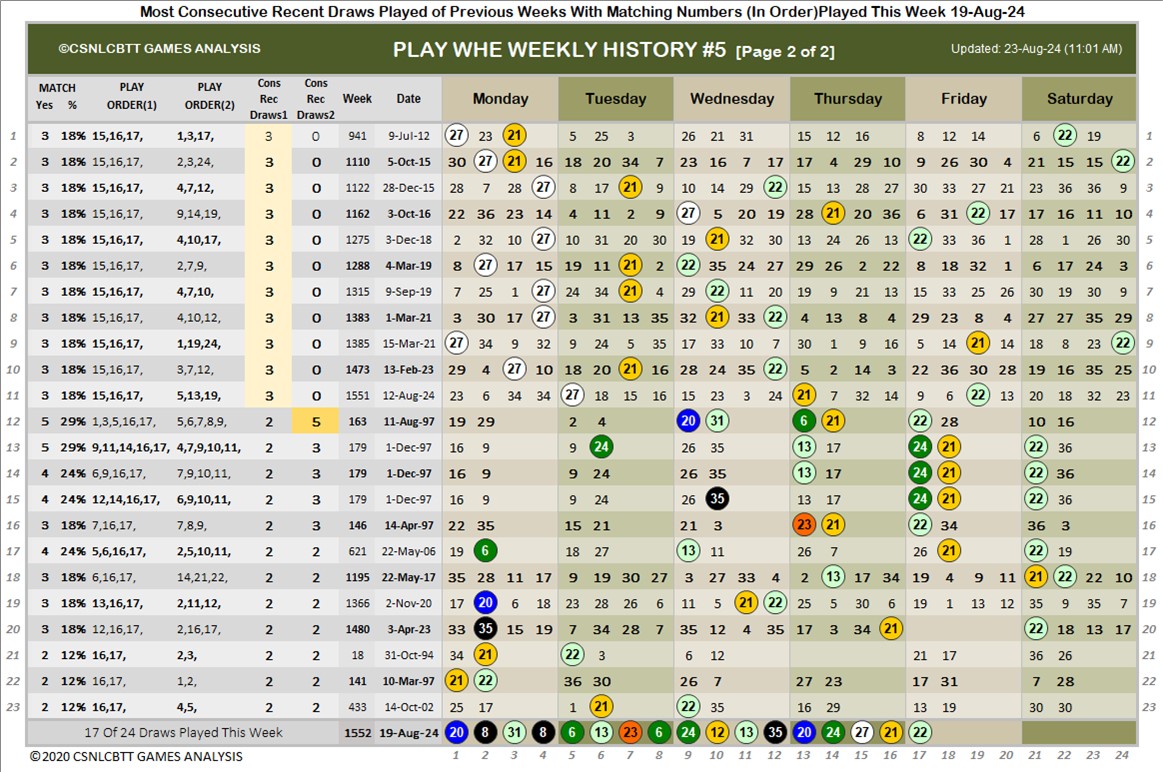 Most Consecutive Recent Draws Played of Previous Weeks With Matching Numbers (In Order)Played This Week 19-Aug-24
©CSNLCBTT GAMES ANALYSIS PLAY WHE WEEKLY HISTORY #5 [Page 2 of 2] Updated: 23-Aug-24 (11:01 AM)
MATCH Yes % PLAY ORDER(1) PLAY ORDER(2) Cons Rec Draws1 Cons Rec Draws2 Week Date Monday Tuesday Wednesday Thursday Friday Saturday
1 3 18% 15,16,17, 1,3,17, 3 0 941 9-Jul-12 27 23 21 5 25 3 26 21 31 15 12 16 8 12 14 6 22 19 1
2 3 18% 15,16,17, 2,3,24, 3 0 1110 5-Oct-15 30 27 21 16 18 20 34 7 23 16 7 17 17 4 29 10 9 26 30 4 21 15 15 22 2
3 3 18% 15,16,17, 4,7,12, 3 0 1122 28-Dec-15 28 7 28 27 8 17 21 9 10 14 29 12 15 13 28 27 30 33 27 21 23 36 36 9 3
4 3 18% 15,16,17, 9,14,19, 3 0 1162 3-Oct-16 22 36 23 14 4 11 2 9 27 5 20 19 28 21 20 36 6 31 22 17 17 16 11 10 4
5 3 18% 15,16,17, 4,10,17, 3 0 1275 3-Dec-18 2 32 10 27 10 31 20 30 19 21 32 30 13 24 26 13 22 33 36 1 28 1 26 30 5
6 3 18% 15,16,17, 2,7,9, 3 0 1288 4-Mar-19 8 27 17 15 19 11 21 2 22 35 24 27 29 26 2 22 8 18 32 1 6 17 24 3 6
7 3 18% 15,16,17, 4,7,10, 3 0 1315 9-Sep-19 7 25 1 27 24 34 21 4 29 22 11 20 19 9 21 13 15 33 25 26 30 19 30 9 7
8 3 18% 15,16,17, 4,10,12, 3 0 1383 1-Mar-21 3 30 17 27 3 31 13 35 32 21 33 22 4 13 8 4 29 23 8 4 27 27 35 29 8
9 3 18% 15,16,17, 1,19,24, 3 0 1385 15-Mar-21 27 34 9 32 9 24 5 35 17 33 10 7 30 1 9 16 5 14 21 30 18 8 23 22 9
10 3 18% 15,16,17, 3,7,12, 3 0 1473 13-Feb-23 29 4 27 10 18 20 21 16 28 24 35 22 5 2 14 3 22 36 30 28 19 16 35 25 10
11 3 18% 15,16,17, 5,13,19, 3 0 1551 12-Aug-24 23 6 34 34 27 18 15 16 15 23 3 24 21 7 32 14 9 6 22 13 20 18 32 23 11
12 5 29% 1,3,5,16,17, 5,6,7,8,9, 2 5 163 11-Aug-97 19 29 2 4 20 31 6 21 22 28 10 16 12
13 5 29% 9,11,14,16,17, 4,7,9,10,11, 2 3 179 1-Dec-97 16 9 9 24 26 35 13 17 24 21 22 36 13
14 4 24% 6,9,16,17, 7,9,10,11, 2 3 179 1-Dec-97 16 9 9 24 26 35 13 17 24 21 22 36 14
15 4 24% 12,14,16,17, 6,9,10,11, 2 3 179 1-Dec-97 16 9 9 24 26 35 13 17 24 21 22 36 15
16 3 18% 7,16,17, 7,8,9, 2 3 146 14-Apr-97 22 35 15 21 21 3 23 21 22 34 36 3 16
17 4 24% 5,6,16,17, 2,5,10,11, 2 2 621 22-May-06 19 6 18 27 13 11 26 7 26 21 22 19 17
18 3 18% 6,16,17, 14,21,22, 2 2 1195 22-May-17 35 28 11 17 9 19 30 27 3 27 33 4 2 13 17 34 19 4 9 11 21 22 22 10 18
19 3 18% 13,16,17, 2,11,12, 2 2 1366 2-Nov-20 17 20 6 18 23 28 26 6 11 5 21 22 25 5 30 6 19 1 13 12 35 9 35 7 19
20 3 18% 12,16,17, 2,16,17, 2 2 1480 3-Apr-23 33 35 15 19 7 34 28 7 35 12 4 35 17 3 34 21 22 18 13 17 20
21 2 12% 16,17, 2,3, 2 2 18 31-Oct-94 34 21 22 3 6 12 21 17 36 26 21
22 2 12% 16,17, 1,2, 2 2 141 10-Mar-97 21 22 36 30 26 7 27 23 17 31 7 28 22
23 2 12% 16,17, 4,5, 2 2 433 14-Oct-02 25 17 1 21 22 35 16 29 13 19 30 30 23
17 Of 24 Draws Played This Week 1552 19-Aug-24 20 8 31 8 6 13 23 6 24 12 13 35 20 24 27 21 22
©2020 CSNLCBTT GAMES ANALYSIS 1 2 3 4 5 6 7 8 9 10 11 12 13 14 15 16 17 18 19 20 21 22 23 24